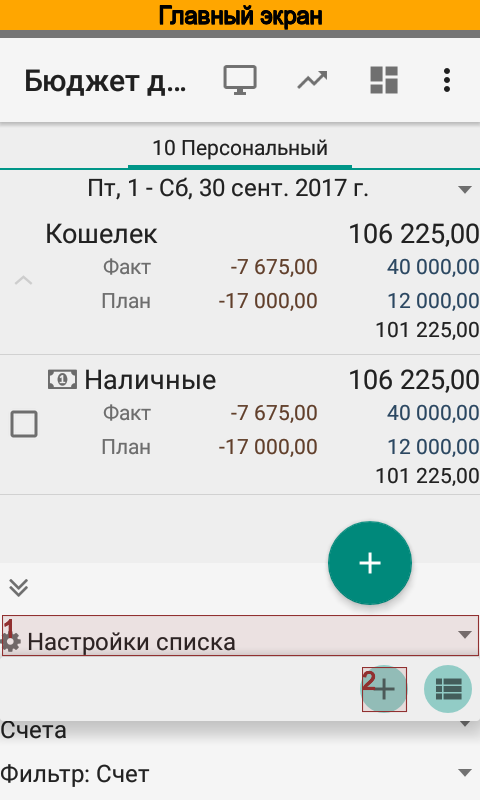 Главный экран
Бюджет д...
10 Персональный
Пт, 1 - Сб, 30 сент. 2017 г.
Кошелек 106 225,00
Факт -7 675,00 40 000,00
План -17 000,00 12 000,00
101 225,00
Наличные 106 225,00
Факт -7 675,00 40 000,00
План -17 000,00 12 000,00
101 225,00
1
Настройки списка
2
Счета
Фильтр: Счет